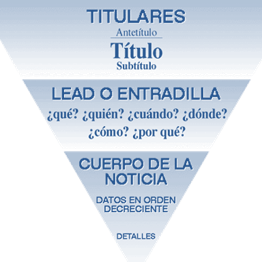 TITULARES
Antetítulo
Título
Subtítulo
LEAD O ENTRADILLA
¿qué? ¿quién? ¿cuándo? ¿dónde?
¿cómo? ¿por qué?
CUERPO DE LA
NOTICIA
DATOS EN ORDEN
DECRECIENTE
DETALLES